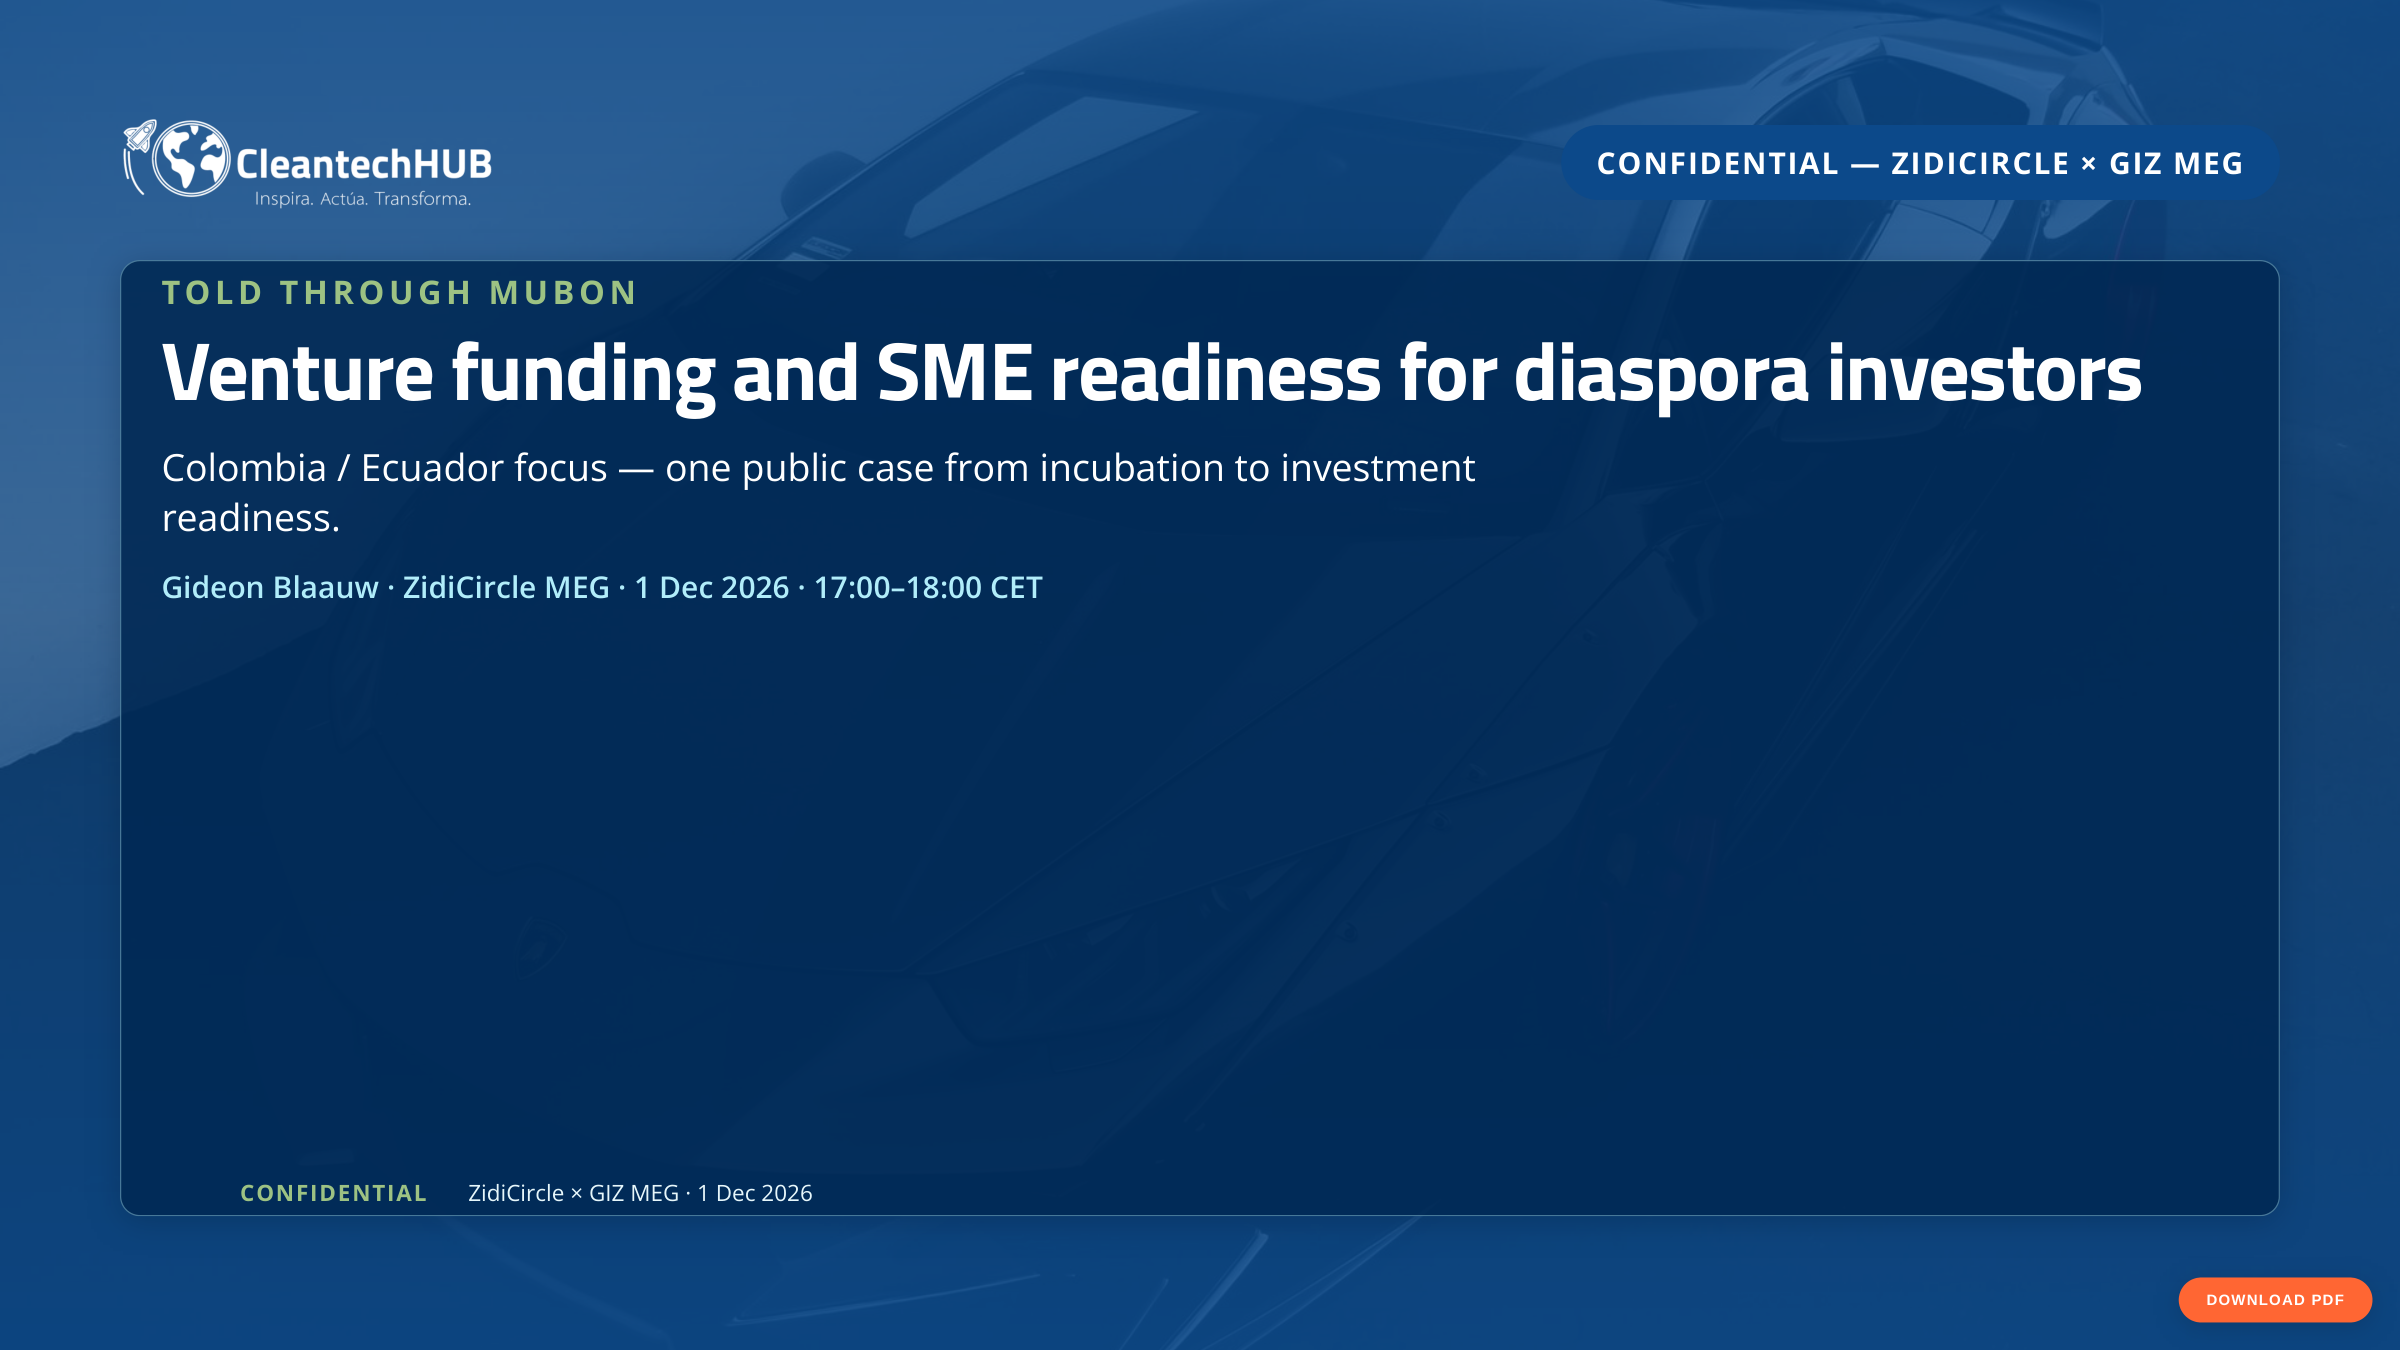 CleantechHUB
Inspira. Actúa. Transforma.
CONFIDENTIAL — ZIDICIRCLE × GIZ MEG
TOLD THROUGH MUBON
Venture funding and SME readiness for diaspora investors
Colombia / Ecuador focus — one public case from incubation to investment
readiness.
Gideon Blaauw · ZidiCircle MEG · 1 Dec 2026 · 17:00–18:00 CET
CONFIDENTIAL ZidiCircle × GIZ MEG · 1 Dec 2026
DOWNLOAD PDF